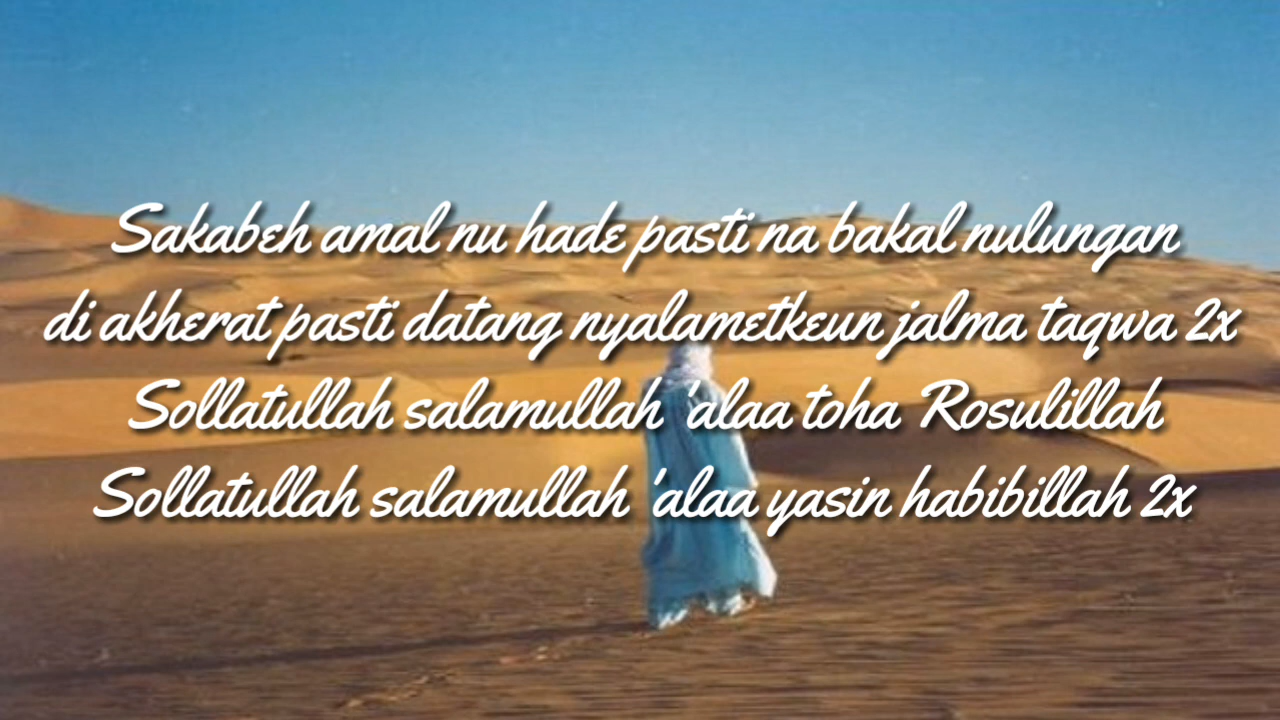 Sakabeh amal nu hade pasti na bakal nulungan
di akherat pasti datang nyalametkeun jalma taqwa 2x
Sollatullah salamullah 'alaa toha Rosulillah
Sollatullah salamullah 'alaa yasin habibillah 2x